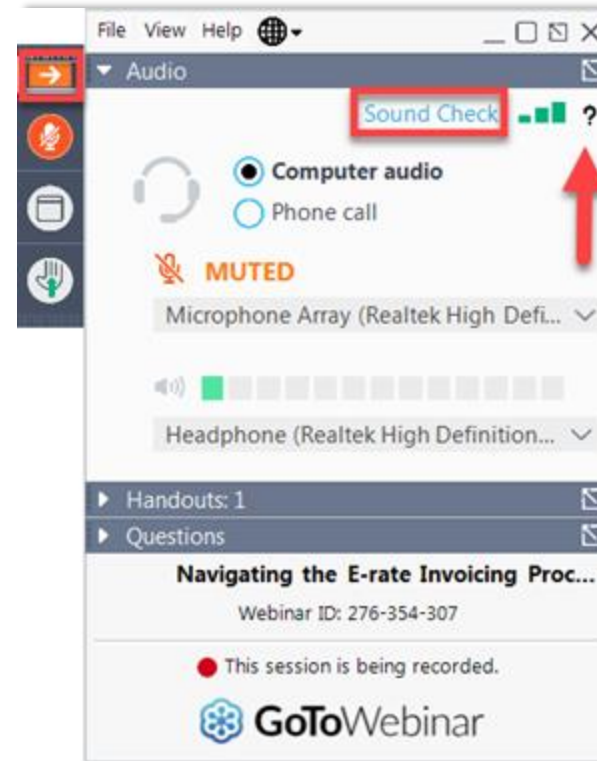 File View Help
Audio
Sound Check ?
Computer audio
Phone call
MUTED
Microphone Array (Realtek High Defi...
Headphone (Realtek High Definition...
Handouts: 1
Questions
Navigating the E-rate Invoicing Proc...
Webinar ID: 276-354-307
This session is being recorded.
GoToWebinar